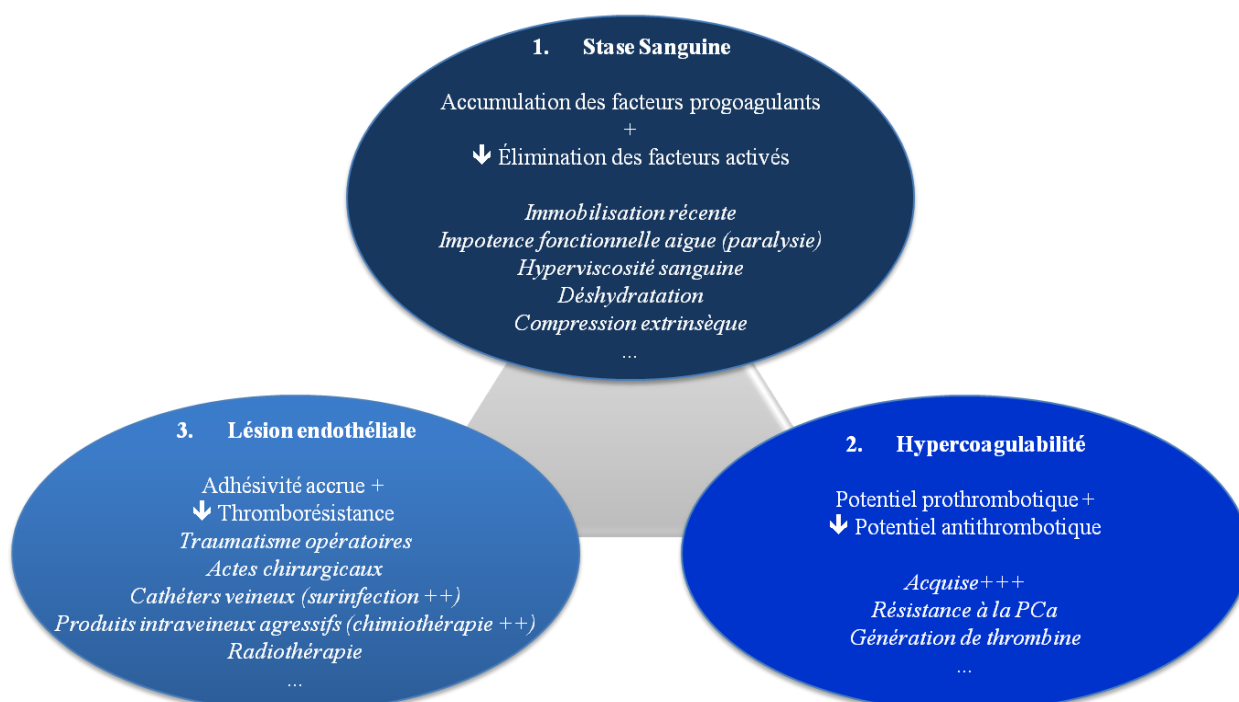 1. Stase Sanguine
Accumulation des facteurs progoagulants
+
🡻 Élimination des facteurs activés
Immobilisation récente
Impotence fonctionnelle aigue (paralysie)
Hyperviscosité sanguine
Déshydratation
Compression extrinsèque
...
3. Lésion endothéliale
Adhésivité accrue +
🡻 Thromborésistance
Traumatisme opératoires
Actes chirurgicaux
Cathéters veineux (surinfection ++)
Produits intraveineux agressifs (chimiothérapie ++)
Radiothérapie
...
2. Hypercoagulabilité
Potentiel prothrombotique +
🡻 Potentiel antithrombotique
Acquise+++
Résistance à la PCa
Génération de thrombine
...